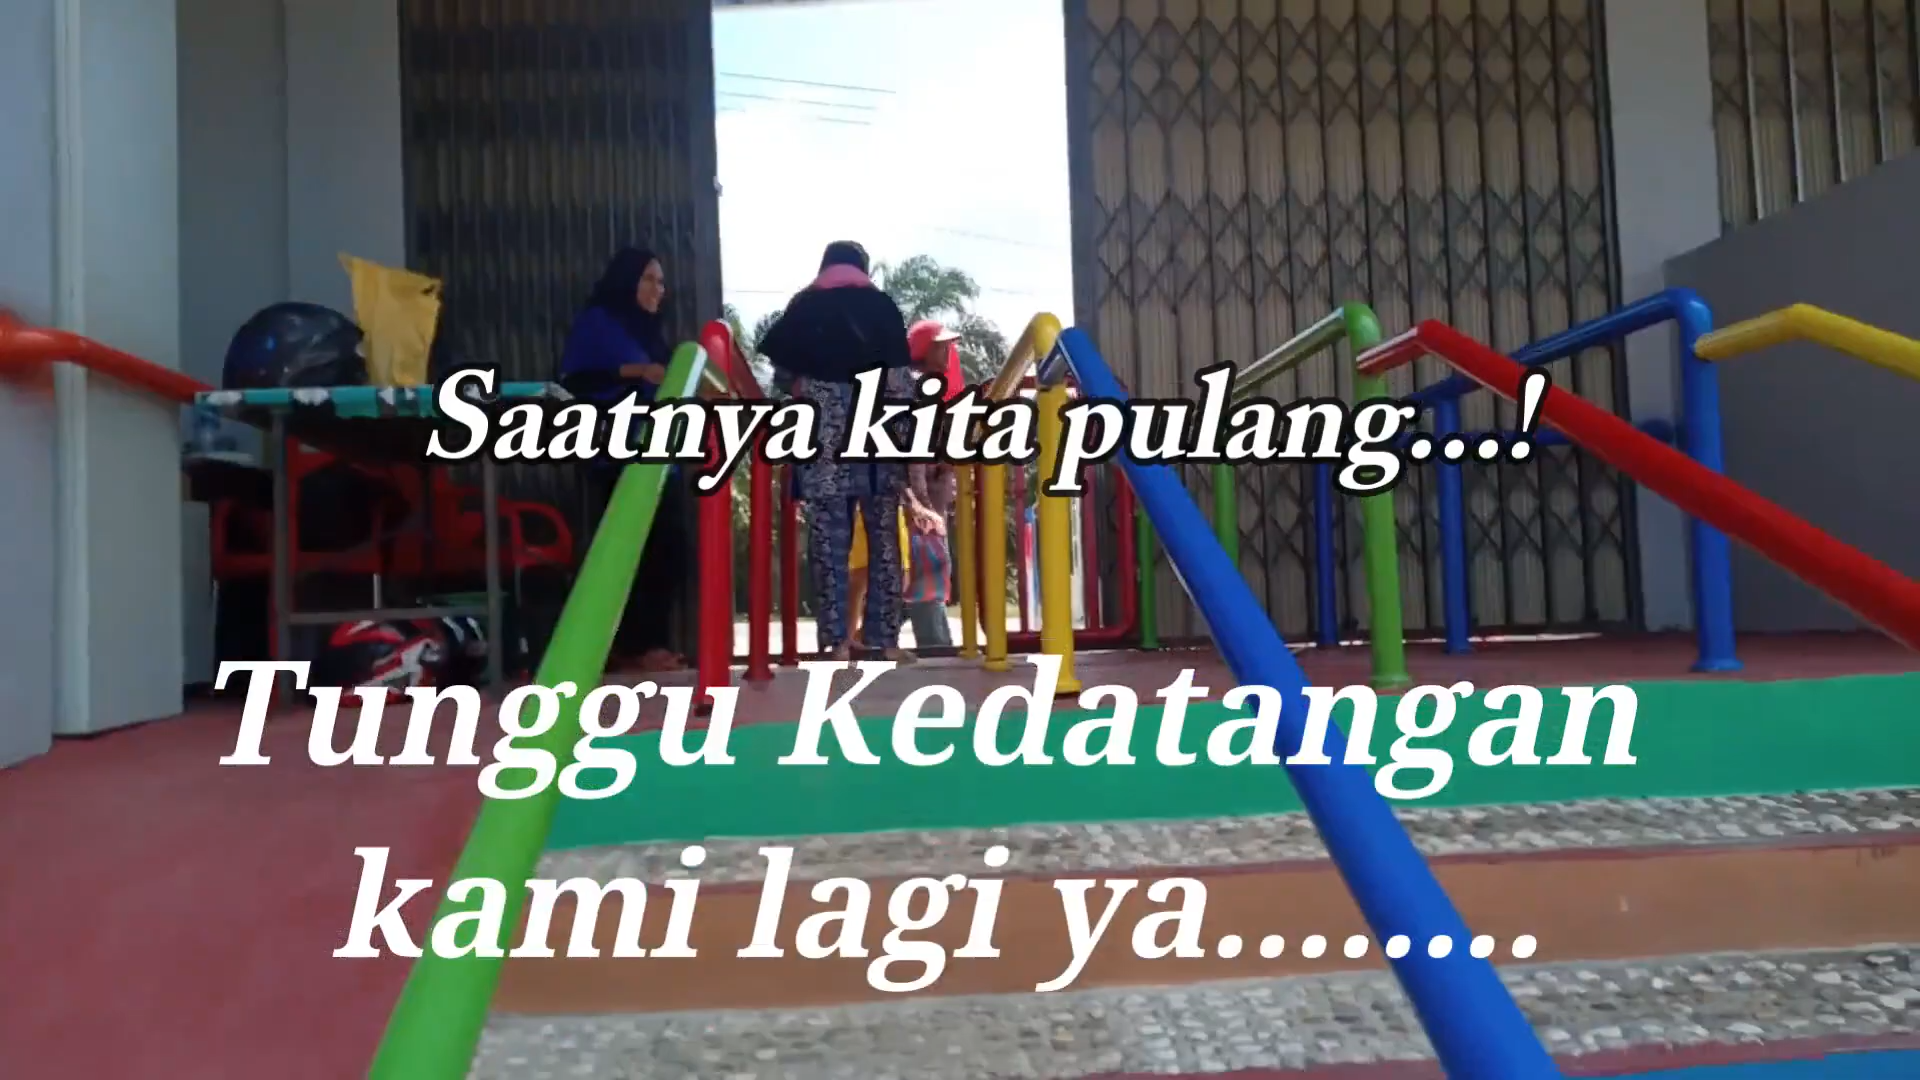 Saatnya kita pulang...!
Tunggu Kedatangan
kami lagi ya........